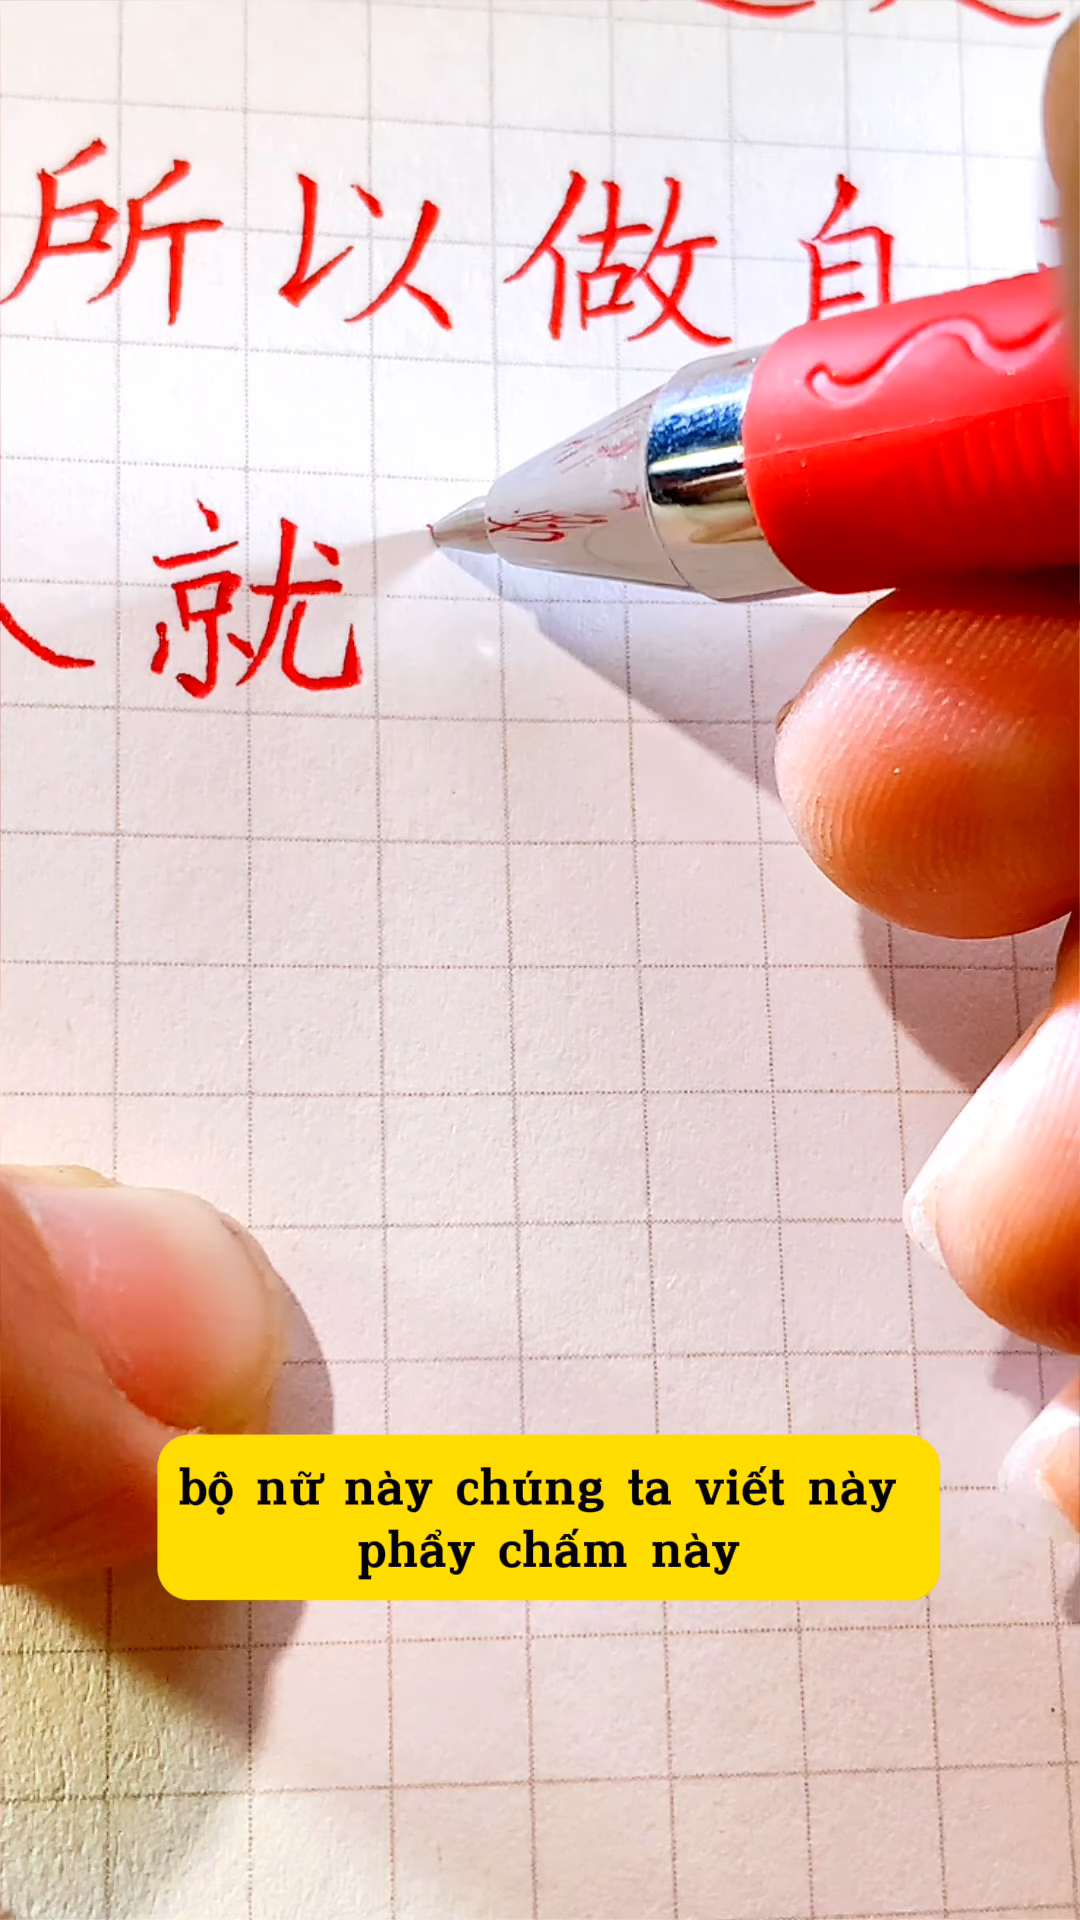 所以做自
就
bộ nữ này chúng ta viết này
phẩy chấm này